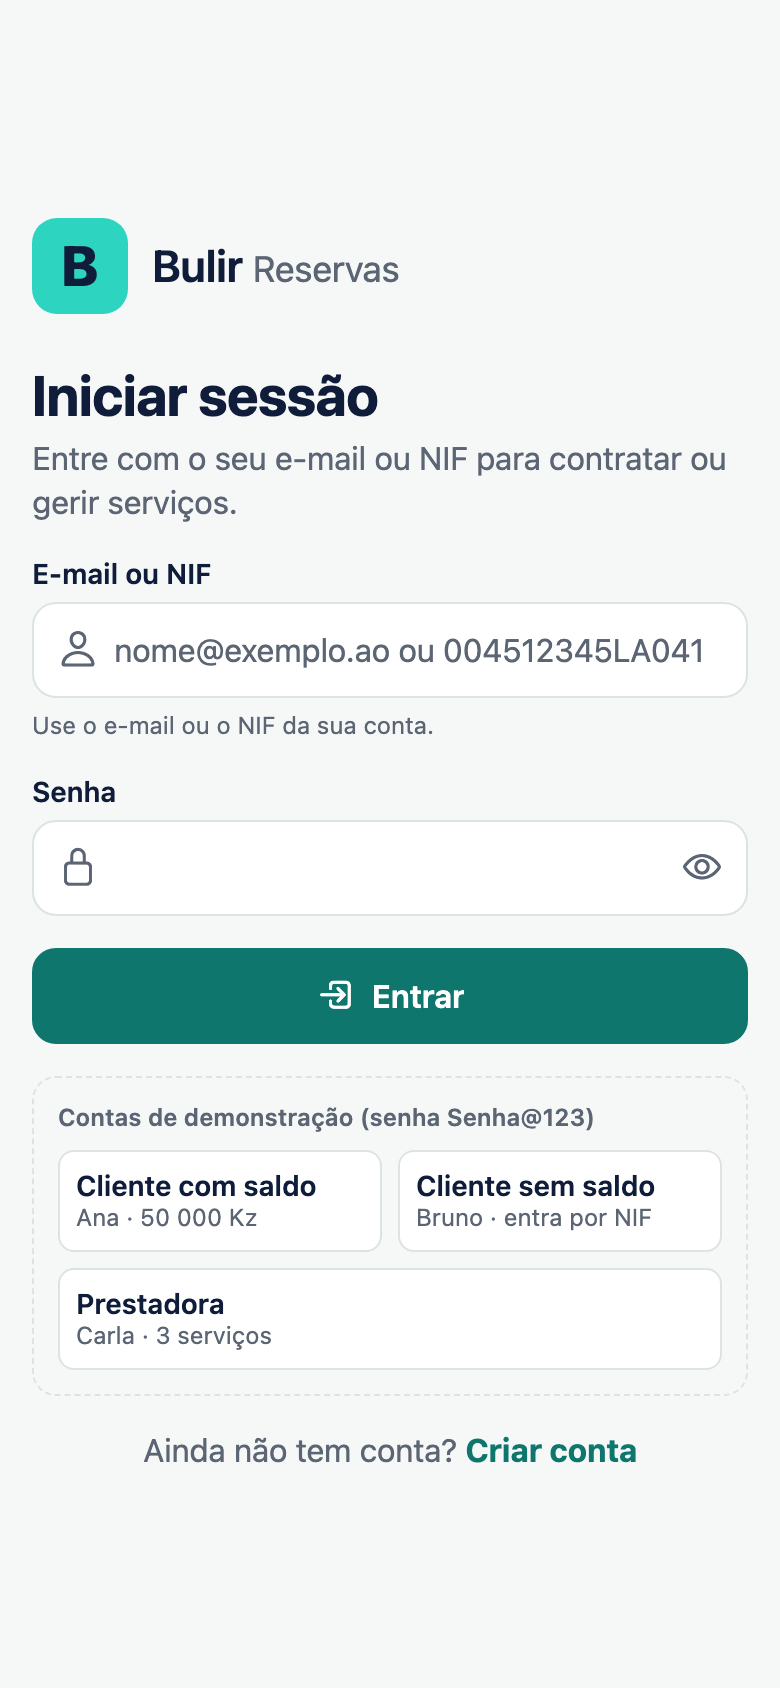 B
Bulir Reservas
Iniciar sessão
Entre com o seu e-mail ou NIF para contratar ou
gerir serviços.
E-mail ou NIF
nome@exemplo.ao ou 004512345LA041
Use o e-mail ou o NIF da sua conta.
Senha
Entrar
Contas de demonstração (senha Senha@123)
Cliente com saldo
Ana · 50 000 Kz
Cliente sem saldo
Bruno · entra por NIF
Prestadora
Carla · 3 serviços
Ainda não tem conta? Criar conta